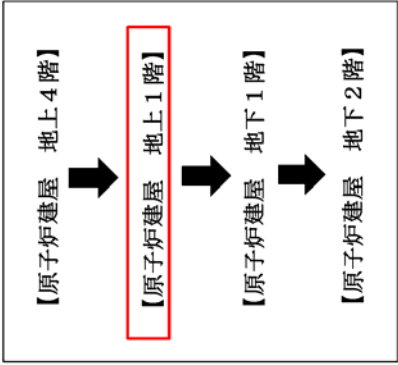 【原子炉建屋　地上4階】
【原子炉建屋　地上1階】
【原子炉建屋　地下1階】
【原子炉建屋　地下2階】